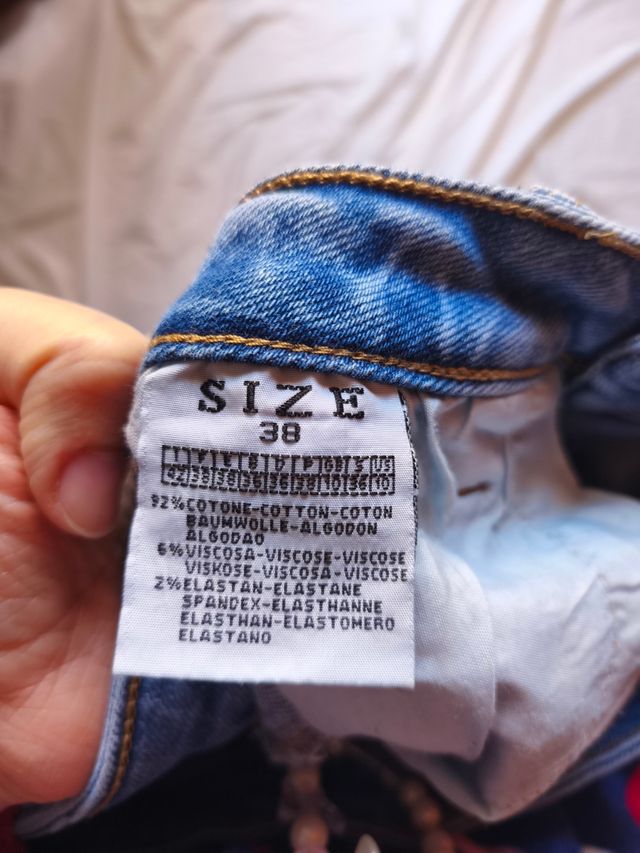 SIZE
38
92%COTONE-COTTON-COTON
BAUMWOLLE-ALGODON
ALGODAO
6%VISCOSA-VISCOSE-VISCOSE
VISKOSE-VISCOSA-VISCOSE
2%ELASTAN-ELASTANE
SPANDEX-ELASTHANNE
ELASTHAN-ELASTOMERO
ELASTANO